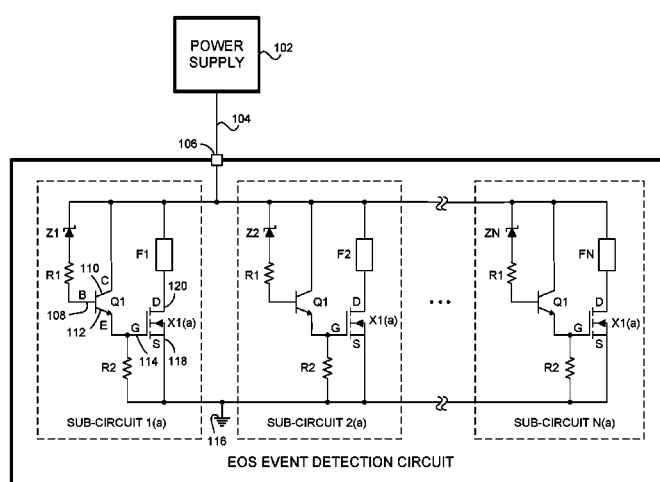 POWER
SUPPLY
102
104
106
Z1
R1
110
C
B
Q1
108
112
E
F1
120
D
X1(a)
G
114
S
118
R2
SUB-CIRCUIT 1(a)
116
Z2
R1
Q1
F2
D
X1(a)
G
S
R2
SUB-CIRCUIT 2(a)
• • •
ZN
R1
Q1
FN
D
X1(a)
G
S
R2
SUB-CIRCUIT N(a)
EOS EVENT DETECTION CIRCUIT